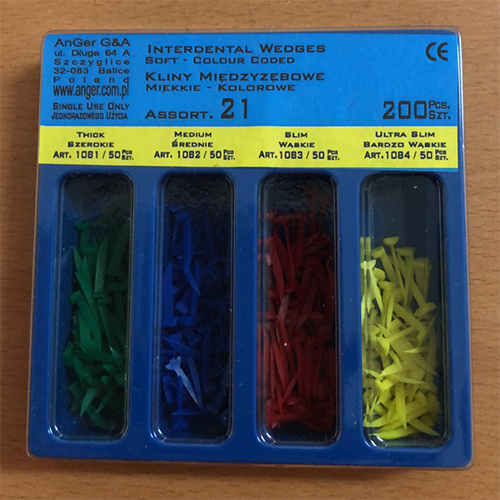 AnGer G&A
ul. Długa 64 A
Szczyglice
32-083 Balice
Poland
www.anger.com.pl
Single Use Only
Jednorazowego Użycia
Interdental Wedges
Soft - Colour Coded
Kliny Międzyzębowe
Miękkie - Kolorowe
Assort. 21
CE
200 Pcs. Szt.
Thick
Szerokie
Art. 1081 / 50 Pcs Szt.
Medium
Średnie
Art. 1082 / 50 Pcs Szt.
Slim
Wąskie
Art. 1083 / 50 Pcs Szt.
Ultra Slim
Bardzo Wąskie
Art. 1084 / 50 Pcs Szt.